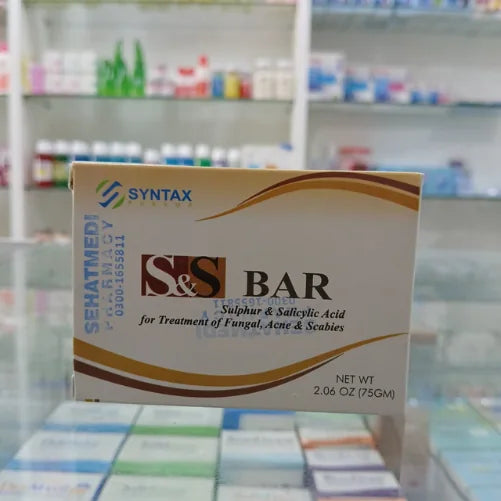 SYNTAX
PHARMA
SEHATMEDI
PHARMACY
0300-1655811
S&S BAR
Sulphur & Salicylic Acid
for Treatment of Fungal, Acne & Scabies
NET WT
2.06 OZ (75GM)